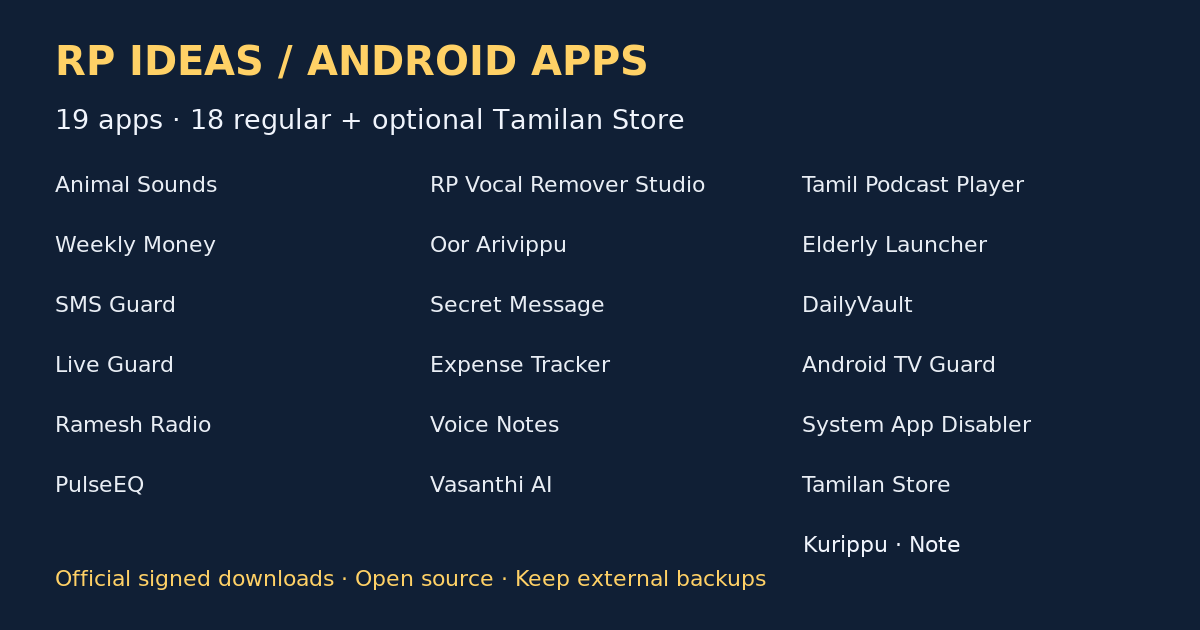 RP IDEAS / ANDROID APPS
19 apps · 18 regular + optional Tamilan Store
Animal Sounds
RP Vocal Remover Studio
Tamil Podcast Player
Weekly Money
Oor Arivippu
Elderly Launcher
SMS Guard
Secret Message
DailyVault
Live Guard
Expense Tracker
Android TV Guard
Ramesh Radio
Voice Notes
System App Disabler
PulseEQ
Vasanthi AI
Tamilan Store
Kurippu · Note
Official signed downloads · Open source · Keep external backups